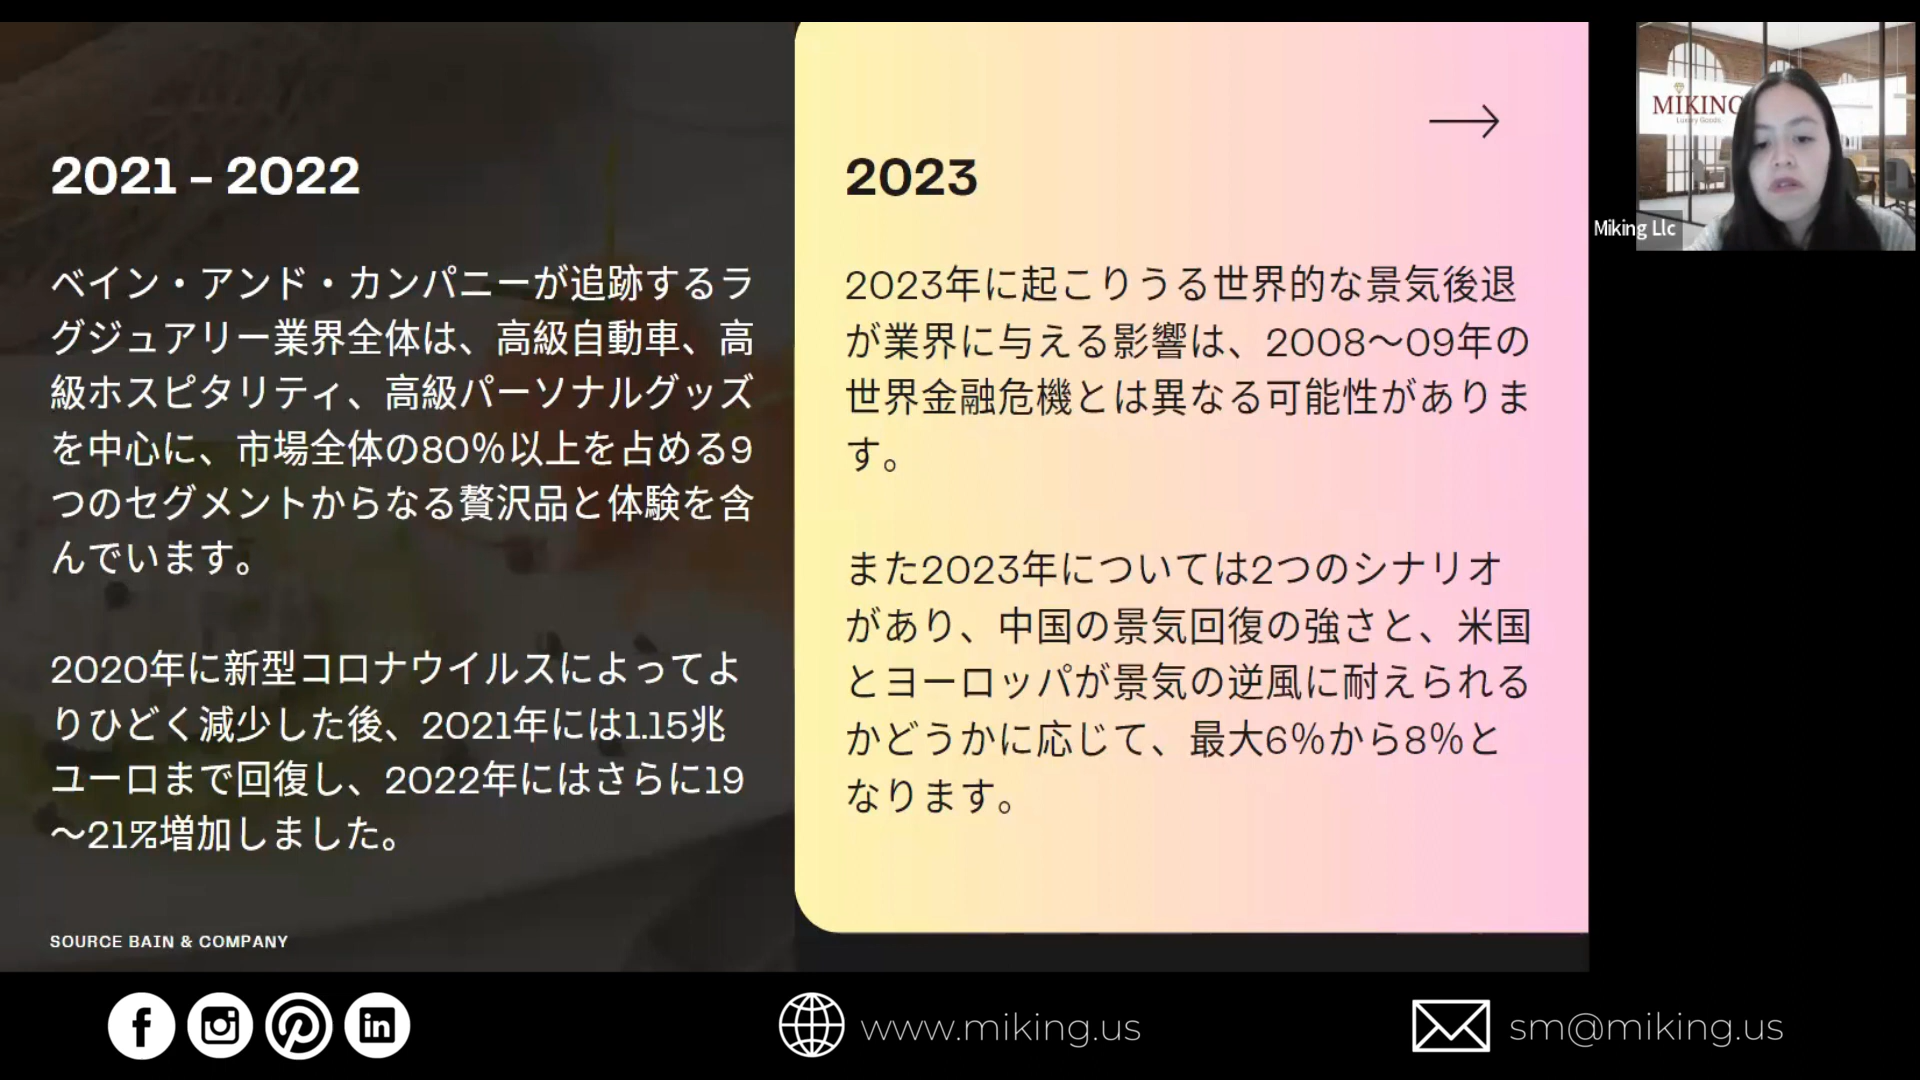 2021 – 2022
ベイン・アンド・カンパニーが追跡するラ
グジュアリー業界全体は、高級自動車、高
級ホスピタリティ、高級パーソナルグッズ
を中心に、市場全体の80%以上を占める9
つのセグメントからなる贅沢品と体験を含
んでいます。
2020年に新型コロナウイルスによってよ
りひどく減少した後、2021年には1.15兆
ユーロまで回復し、2022年にはさらに19
～21%増加しました。
SOURCE BAIN & COMPANY
2023
2023年に起こりうる世界的な景気後退
が業界に与える影響は、2008～09年の
世界金融危機とは異なる可能性がありま
す。
また2023年については2つのシナリオ
があり、中国の景気回復の強さと、米国
とヨーロッパが景気の逆風に耐えられる
かどうかに応じて、最大6%から8%と
なります。
MIKING
Luxury Goods
Miking Llc
www.miking.us
sm@miking.us